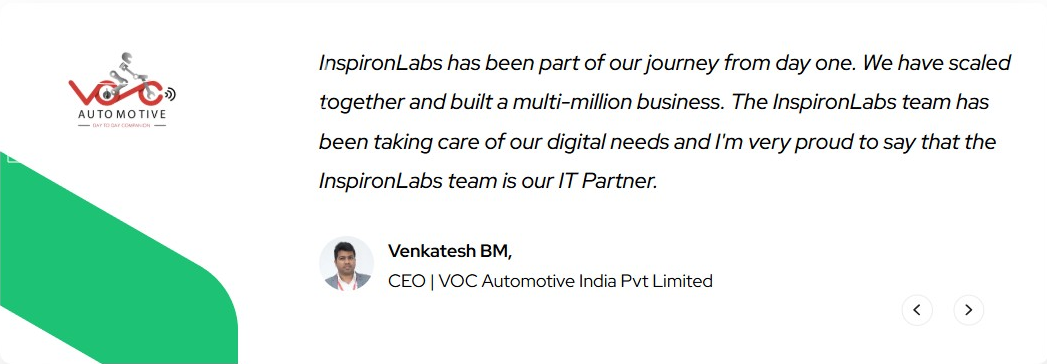 VOC
AUTOMOTIVE
DAY TO DAY COMPANION
InspironLabs has been part of our journey from day one. We have scaled
together and built a multi-million business. The InspironLabs team has
been taking care of our digital needs and I'm very proud to say that the
InspironLabs team is our IT Partner.
Venkatesh BM,
CEO | VOC Automotive India Pvt Limited